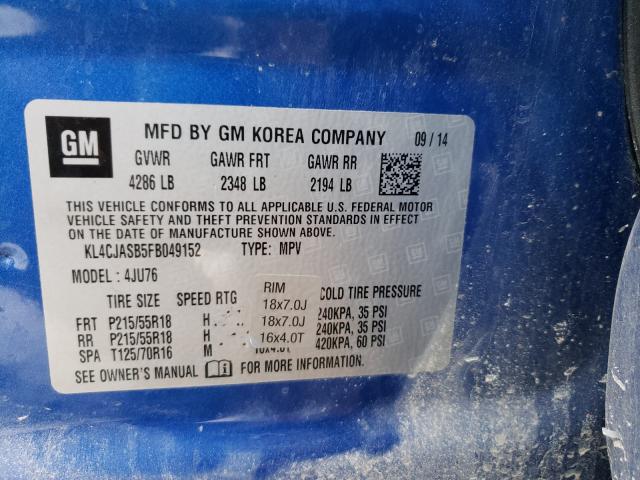 GM MFD BY GM KOREA COMPANY 09 / 14
GVWR GAWR FRT GAWR RR
4286 LB 2348 LB 2194 LB
THIS VEHICLE CONFORMS TO ALL APPLICABLE U.S. FEDERAL MOTOR
VEHICLE SAFETY AND THEFT PREVENTION STANDARDS IN EFFECT
ON THE DATE OF MANUFACTURE SHOWN ABOVE.
KL4CJASB5FB049152 TYPE: MPV
MODEL : 4JU76
TIRE SIZE SPEED RTG RIM COLD TIRE PRESSURE
FRT P215/55R18 H 18x7.0J 240KPA, 35 PSI
RR P215/55R18 H 18x7.0J 240KPA, 35 PSI
SPA T125/70R16 M 16x4.0T 420KPA, 60 PSI
16x4.0T
SEE OWNER'S MANUAL FOR MORE INFORMATION.